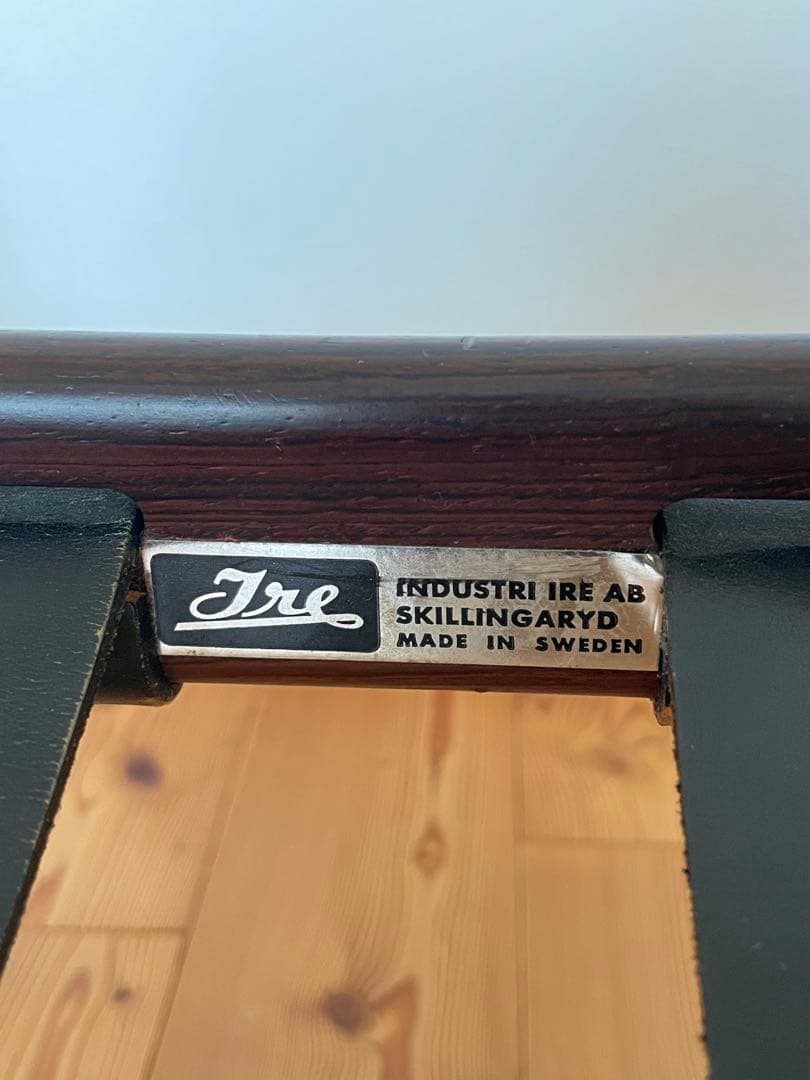 Ire
INDUSTRI IRE AB
SKILLINGARYD
MADE IN SWEDEN